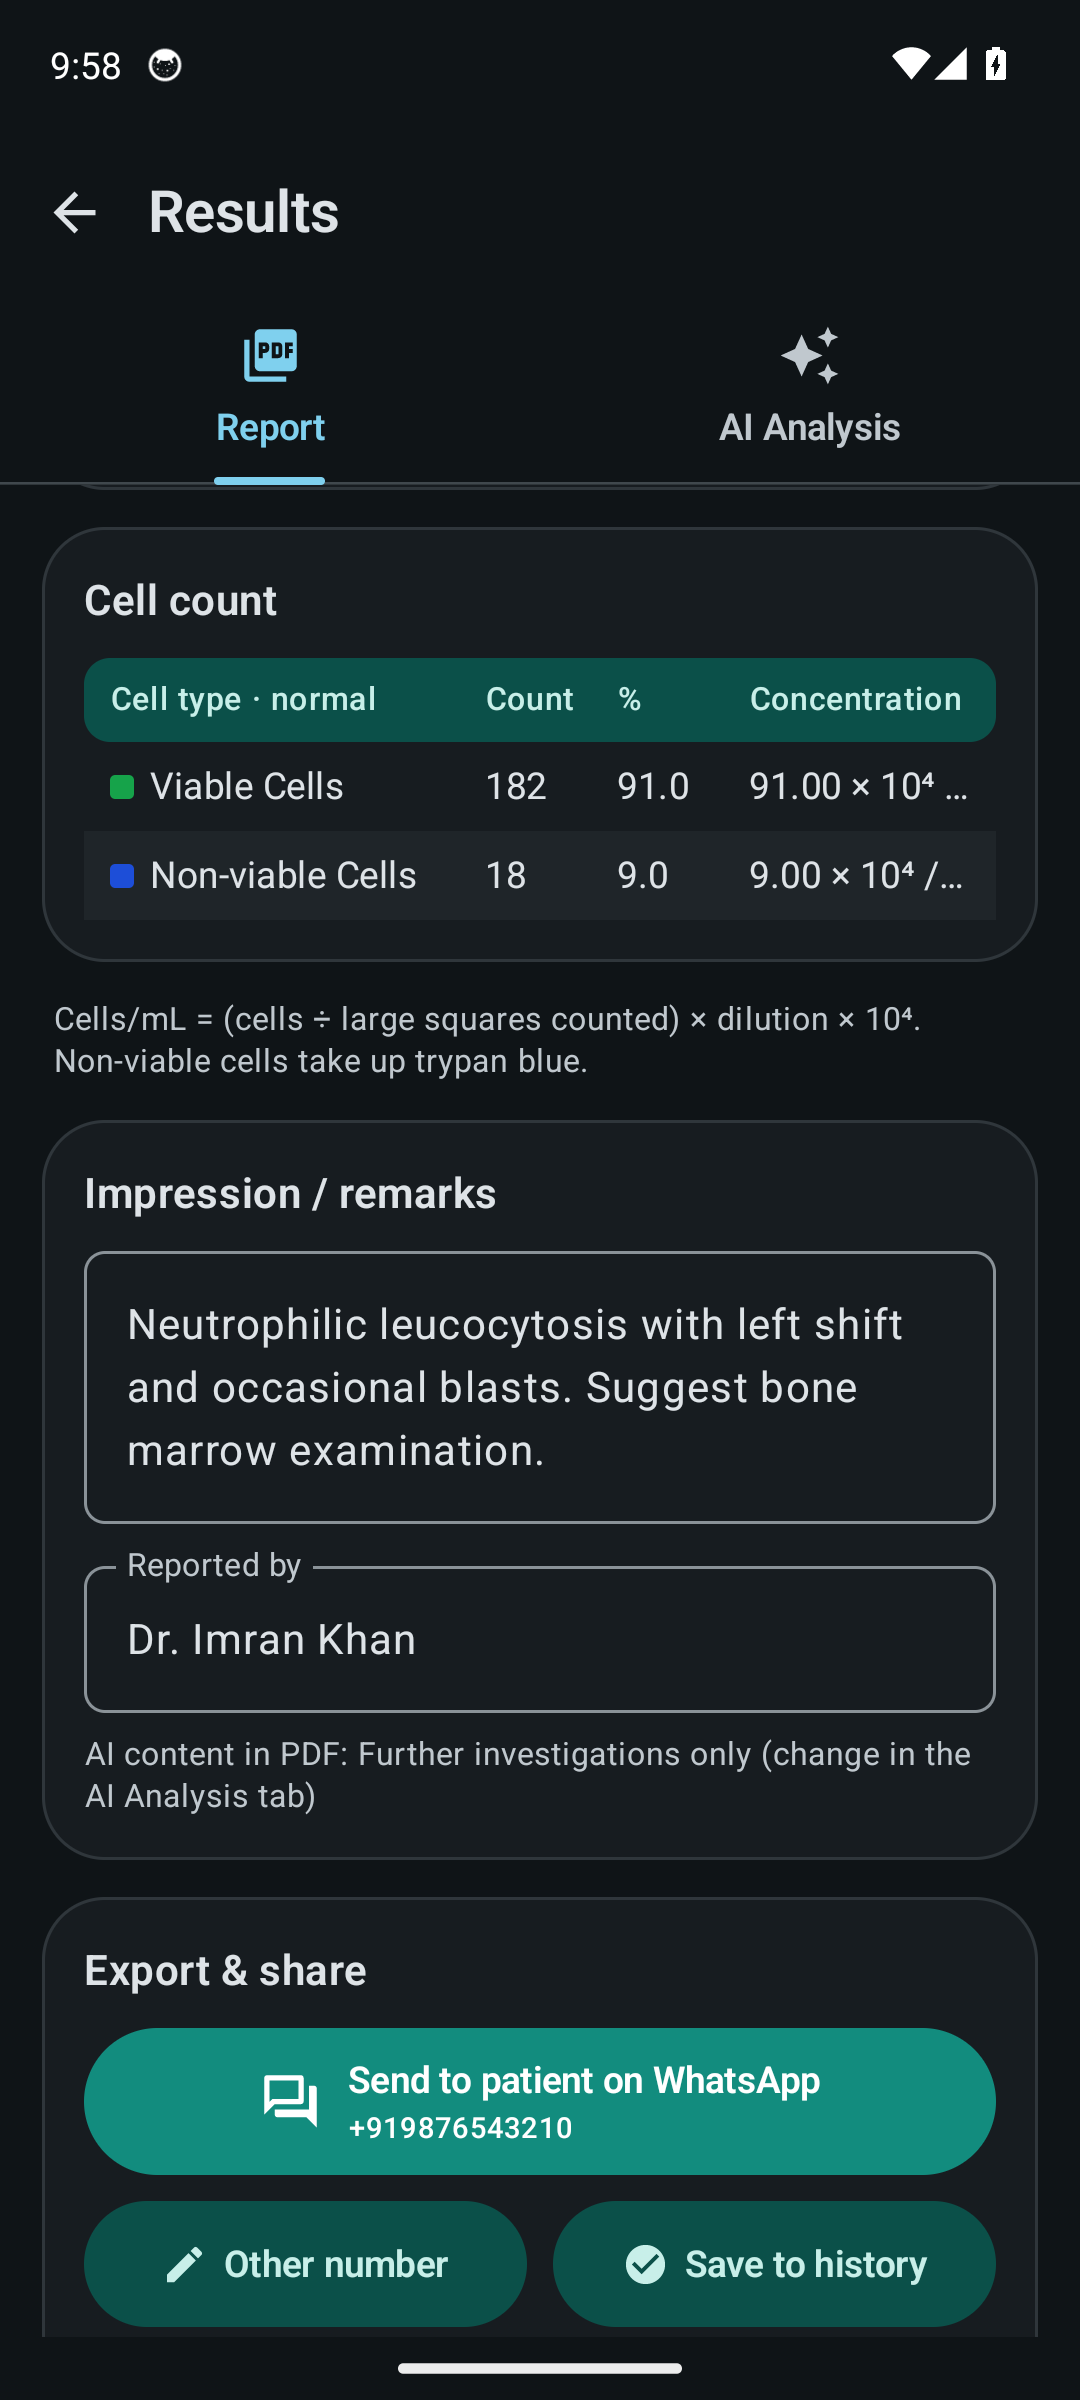 9:58
Results
PDF
Report
AI Analysis
Cell count
Cell type · normal Count % Concentration
Viable Cells 182 91.0 91.00 × 10⁴ ...
Non-viable Cells 18 9.0 9.00 × 10⁴ /...
Cells/mL = (cells ÷ large squares counted) × dilution × 10⁴.
Non-viable cells take up trypan blue.
Impression / remarks
Neutrophilic leucocytosis with left shift
and occasional blasts. Suggest bone
marrow examination.
Reported by
Dr. Imran Khan
AI content in PDF: Further investigations only (change in the
AI Analysis tab)
Export & share
Send to patient on WhatsApp
+919876543210
Other number
Save to history